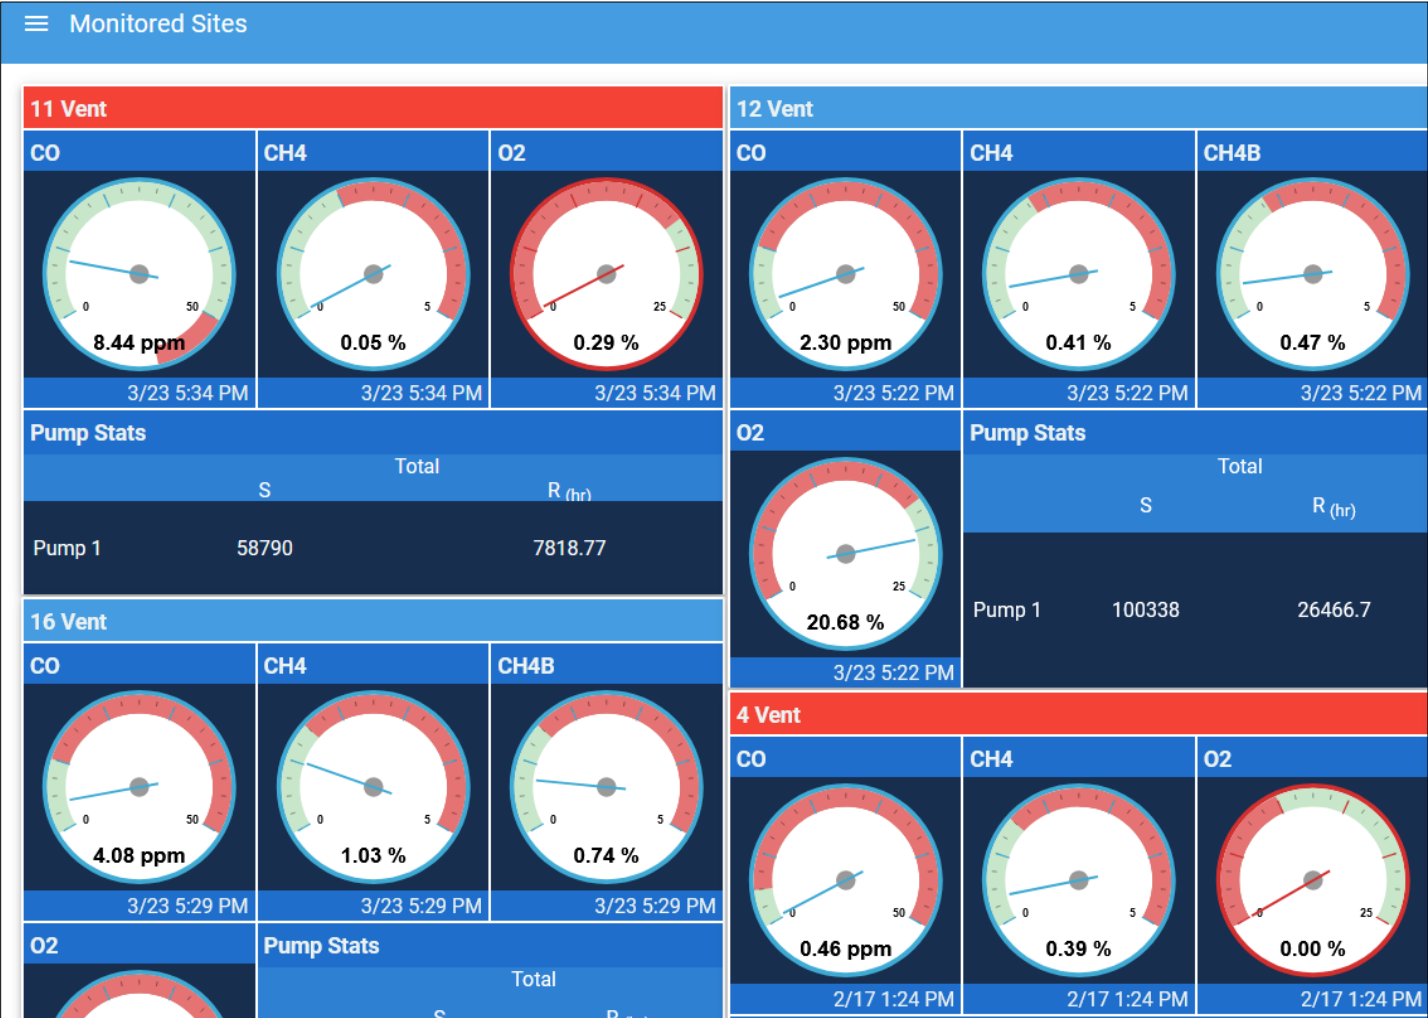 Monitored Sites
11 Vent
CO
CH4
O2
0
50
8.44 ppm
0
5
0.05 %
0
25
0.29 %
3/23 5:34 PM
3/23 5:34 PM
3/23 5:34 PM
Pump Stats
Total
S
R (hr)
Pump 1
58790
7818.77
12 Vent
CO
CH4
CH4B
0
50
2.30 ppm
0
5
0.41 %
0
5
0.47 %
3/23 5:22 PM
3/23 5:22 PM
3/23 5:22 PM
O2
0
25
20.68 %
3/23 5:22 PM
Pump Stats
Total
S
R (hr)
Pump 1
100338
26466.7
16 Vent
CO
CH4
CH4B
0
50
4.08 ppm
0
5
1.03 %
0
5
0.74 %
3/23 5:29 PM
3/23 5:29 PM
3/23 5:29 PM
O2
Pump Stats
Total
S
4 Vent
CO
CH4
O2
0
50
0.46 ppm
0
5
0.39 %
0
25
0.00 %
2/17 1:24 PM
2/17 1:24 PM
2/17 1:24 PM